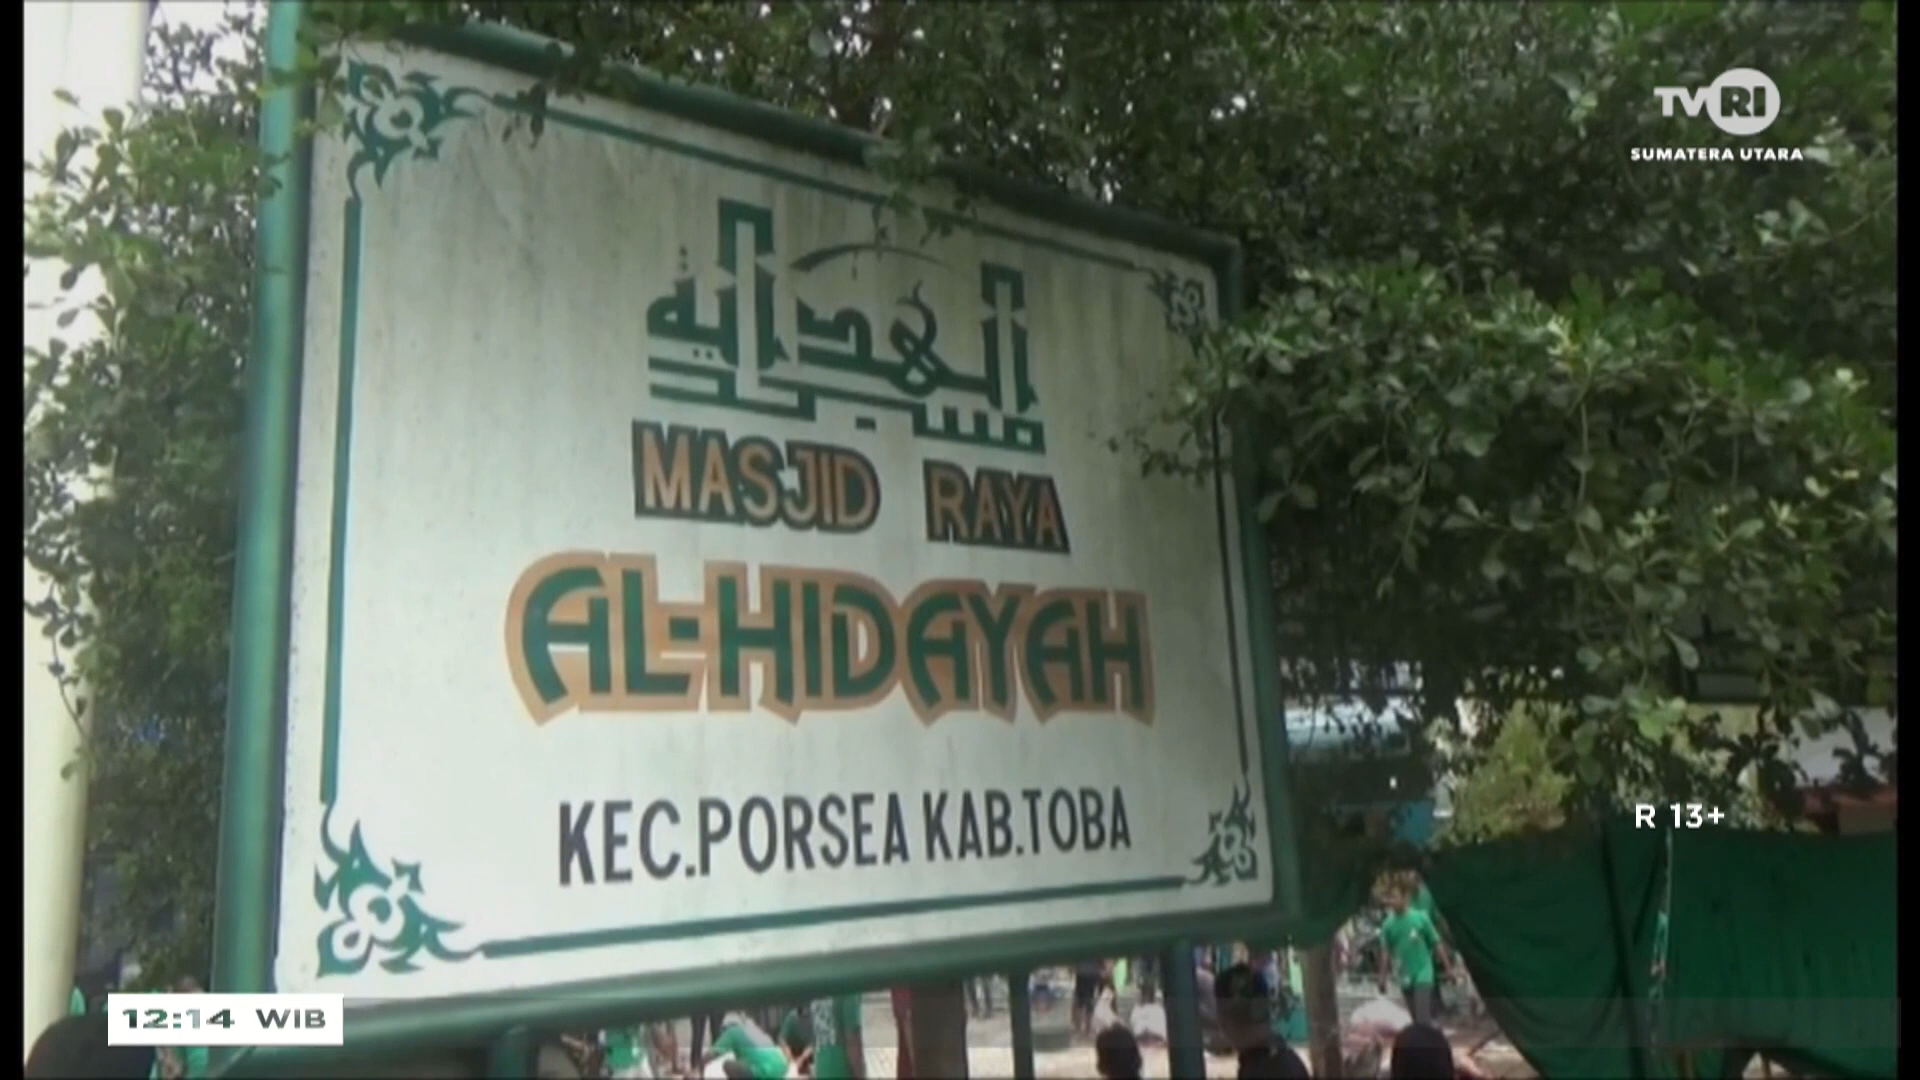 TVRI
SUMATERA UTARA
مسجد الهداية
MASJID RAYA
AL-HIDAYAH
KEC.PORSEA KAB.TOBA
R 13+
12:14 WIB